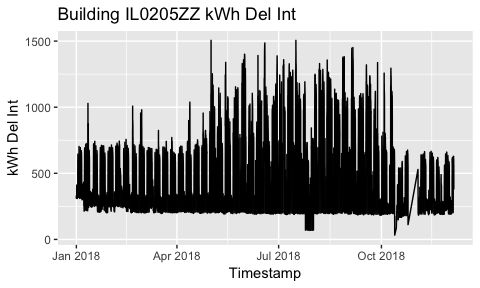 Building IL0205ZZ kWh Del Int
1500
1000
500
0
kWh Del Int
Jan 2018
Apr 2018
Jul 2018
Oct 2018
Timestamp